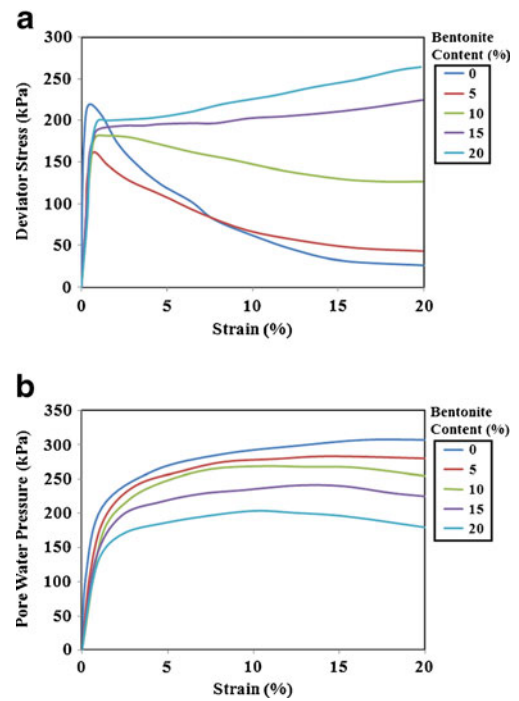 a
300
250
200
150
100
50
0
Deviator Stress (kPa)
0 5 10 15 20
Strain (%)
Bentonite
Content (%)
0
5
10
15
20
b
350
300
250
200
150
100
50
0
Pore Water Pressure (kPa)
0 5 10 15 20
Strain (%)
Bentonite
Content (%)
0
5
10
15
20